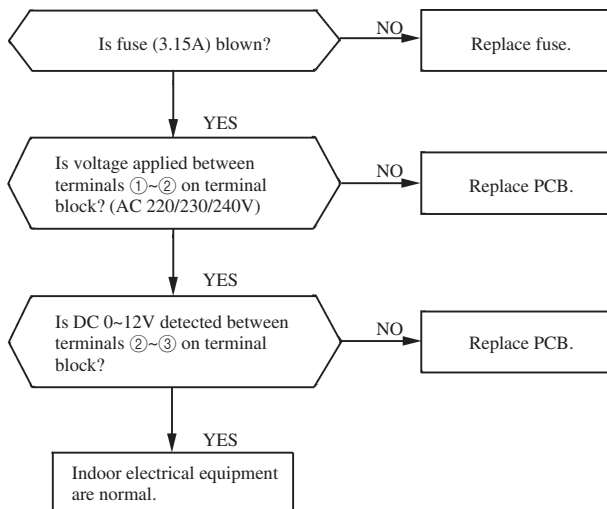 Is fuse (3.15A) blown?
NO
Replace fuse.
YES
Is voltage applied between
terminals ①~② on terminal
block? (AC 220/230/240V)
NO
Replace PCB.
YES
Is DC 0~12V detected between
terminals ②~③ on terminal
block?
NO
Replace PCB.
YES
Indoor electrical equipment
are normal.